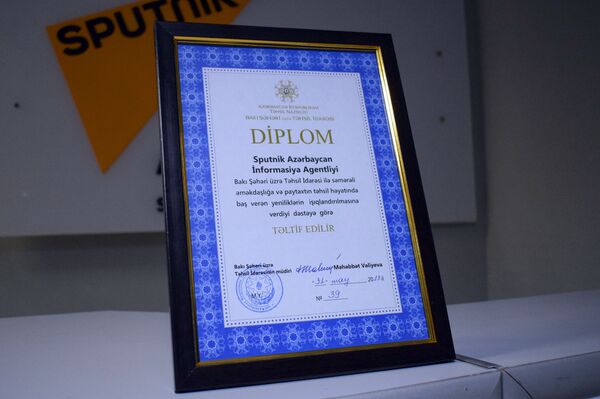 SPUTNIK
AZƏRBAYCAN RESPUBLİKASI
TƏHSİL NAZİRLİYİ
BAKI ŞƏHƏRİ ÜZRƏ TƏHSİL İDARƏSİ
DİPLOM
Sputnik Azərbaycan
İnformasiya Agentliyi
Bakı Şəhəri üzrə Təhsil İdarəsi ilə səmərəli
əməkdaşlığa və paytaxtın təhsil həyatında
baş verən yeniliklərin işıqlandırılmasına
verdiyi dəstəyə görə
TƏLTİF EDİLİR
Bakı Şəhəri üzrə
Təhsil İdarəsinin müdiri Məhəbbət Vəliyeva
M.Y.
31 may
№ 39